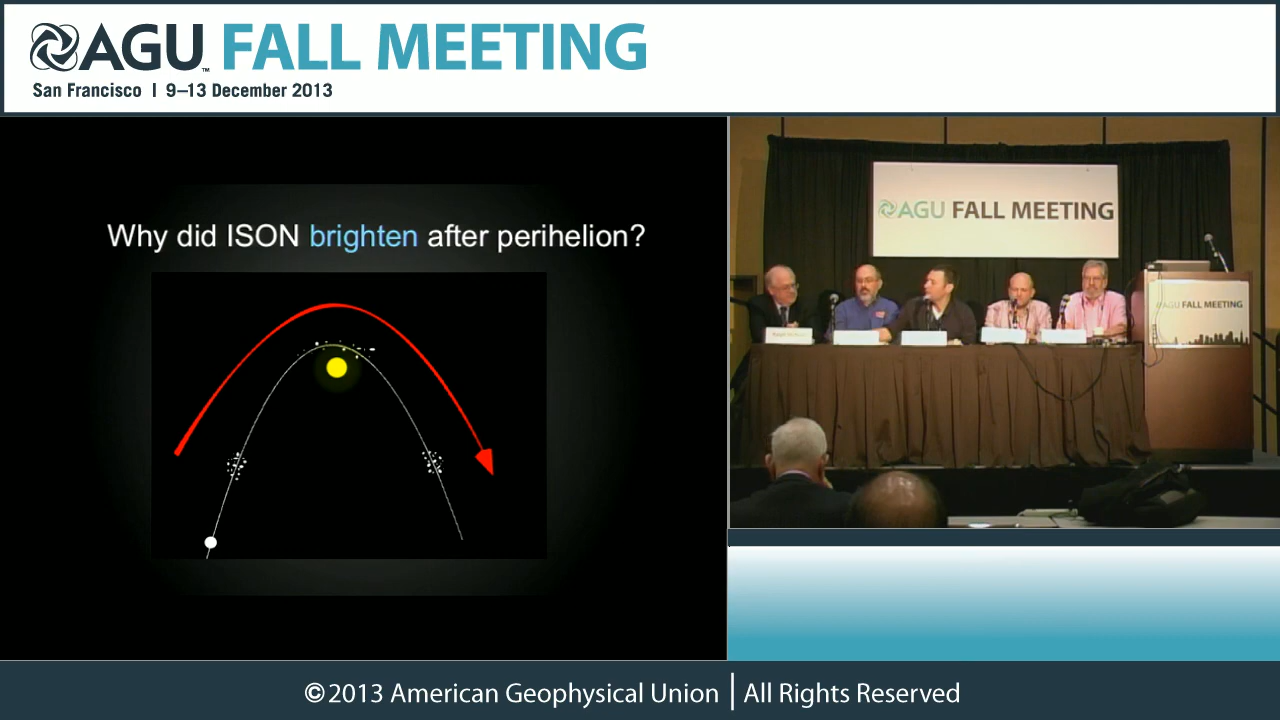 AGU™ FALL MEETING
San Francisco | 9–13 December 2013
Why did ISON brighten after perihelion?
AGU FALL MEETING
AGU FALL MEETING
©2013 American Geophysical Union | All Rights Reserved